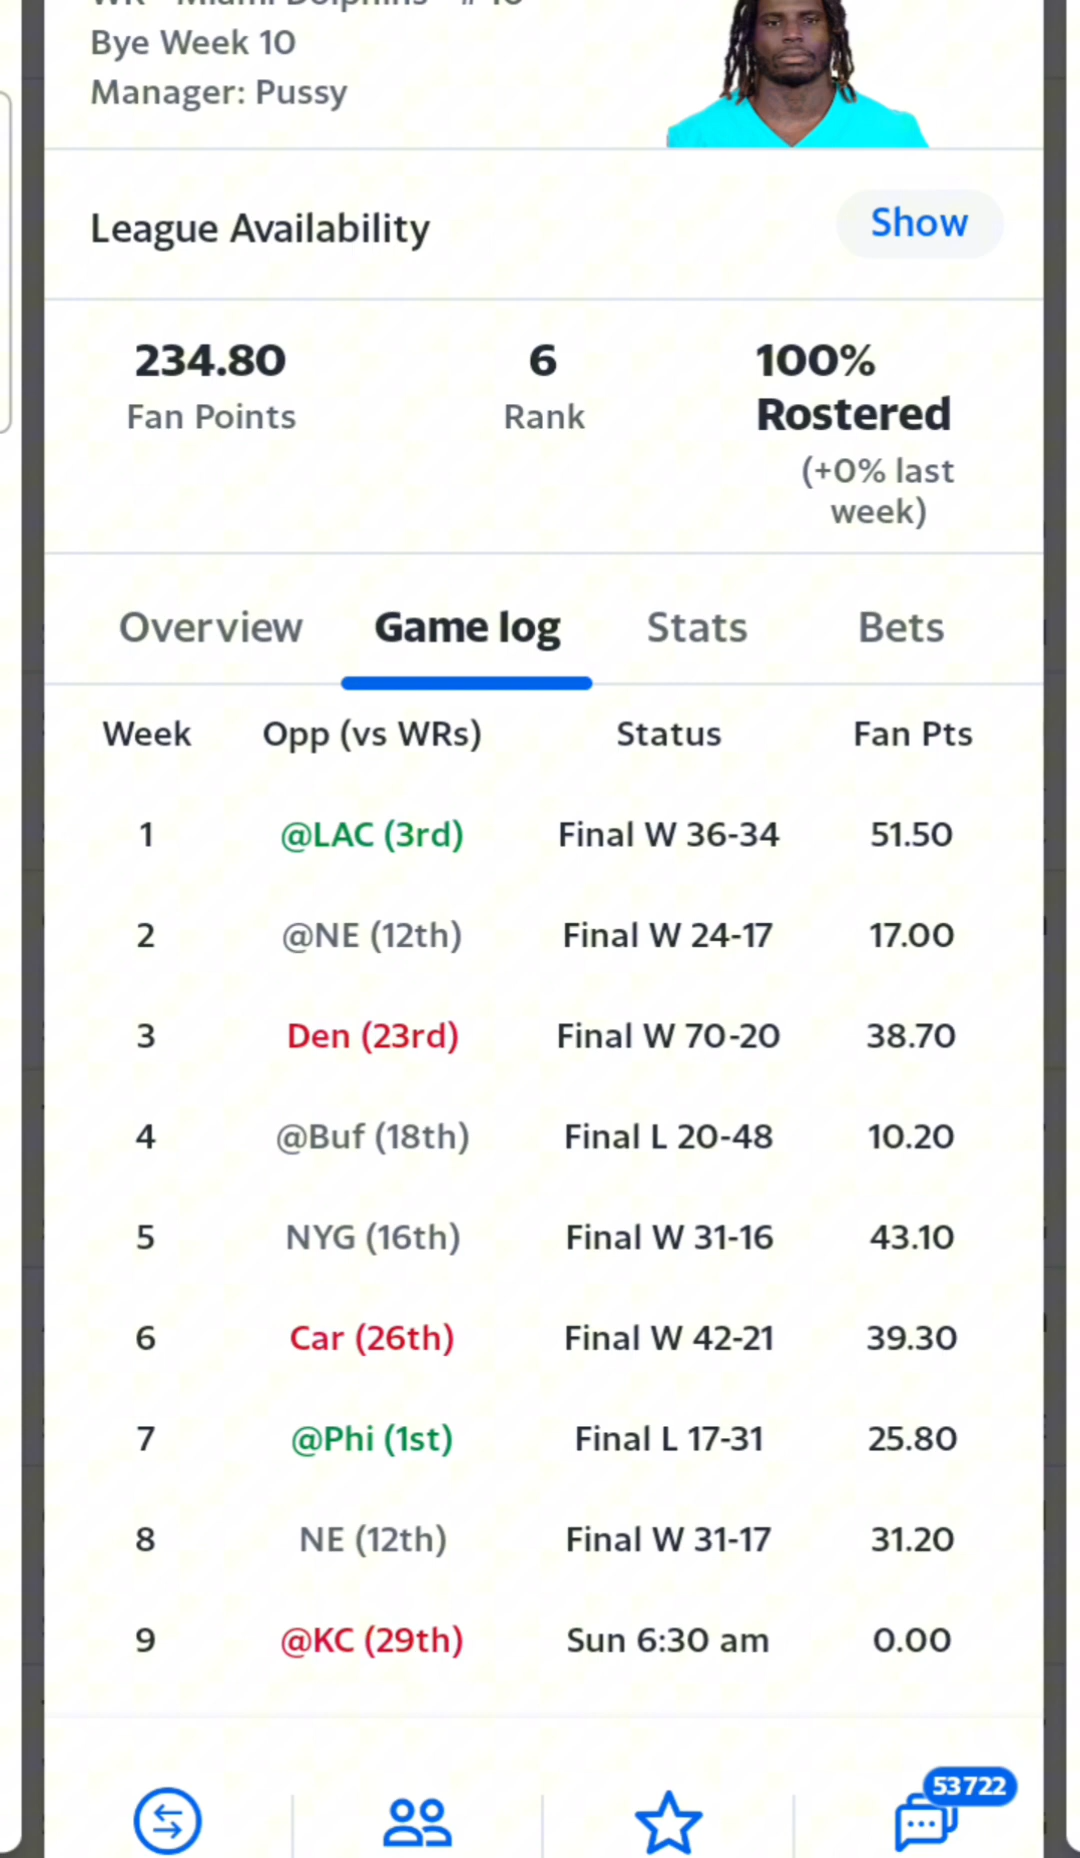 Bye Week 10
Manager: Pussy
League Availability
Show
234.80
Fan Points
6
Rank
100%
Rostered
(+0% last
week)
Overview Game log Stats Bets
Week Opp (vs WRs) Status Fan Pts
1 @LAC (3rd) Final W 36-34 51.50
2 @NE (12th) Final W 24-17 17.00
3 Den (23rd) Final W 70-20 38.70
4 @Buf (18th) Final L 20-48 10.20
5 NYG (16th) Final W 31-16 43.10
6 Car (26th) Final W 42-21 39.30
7 @Phi (1st) Final L 17-31 25.80
8 NE (12th) Final W 31-17 31.20
9 @KC (29th) Sun 6:30 am 0.00
53722